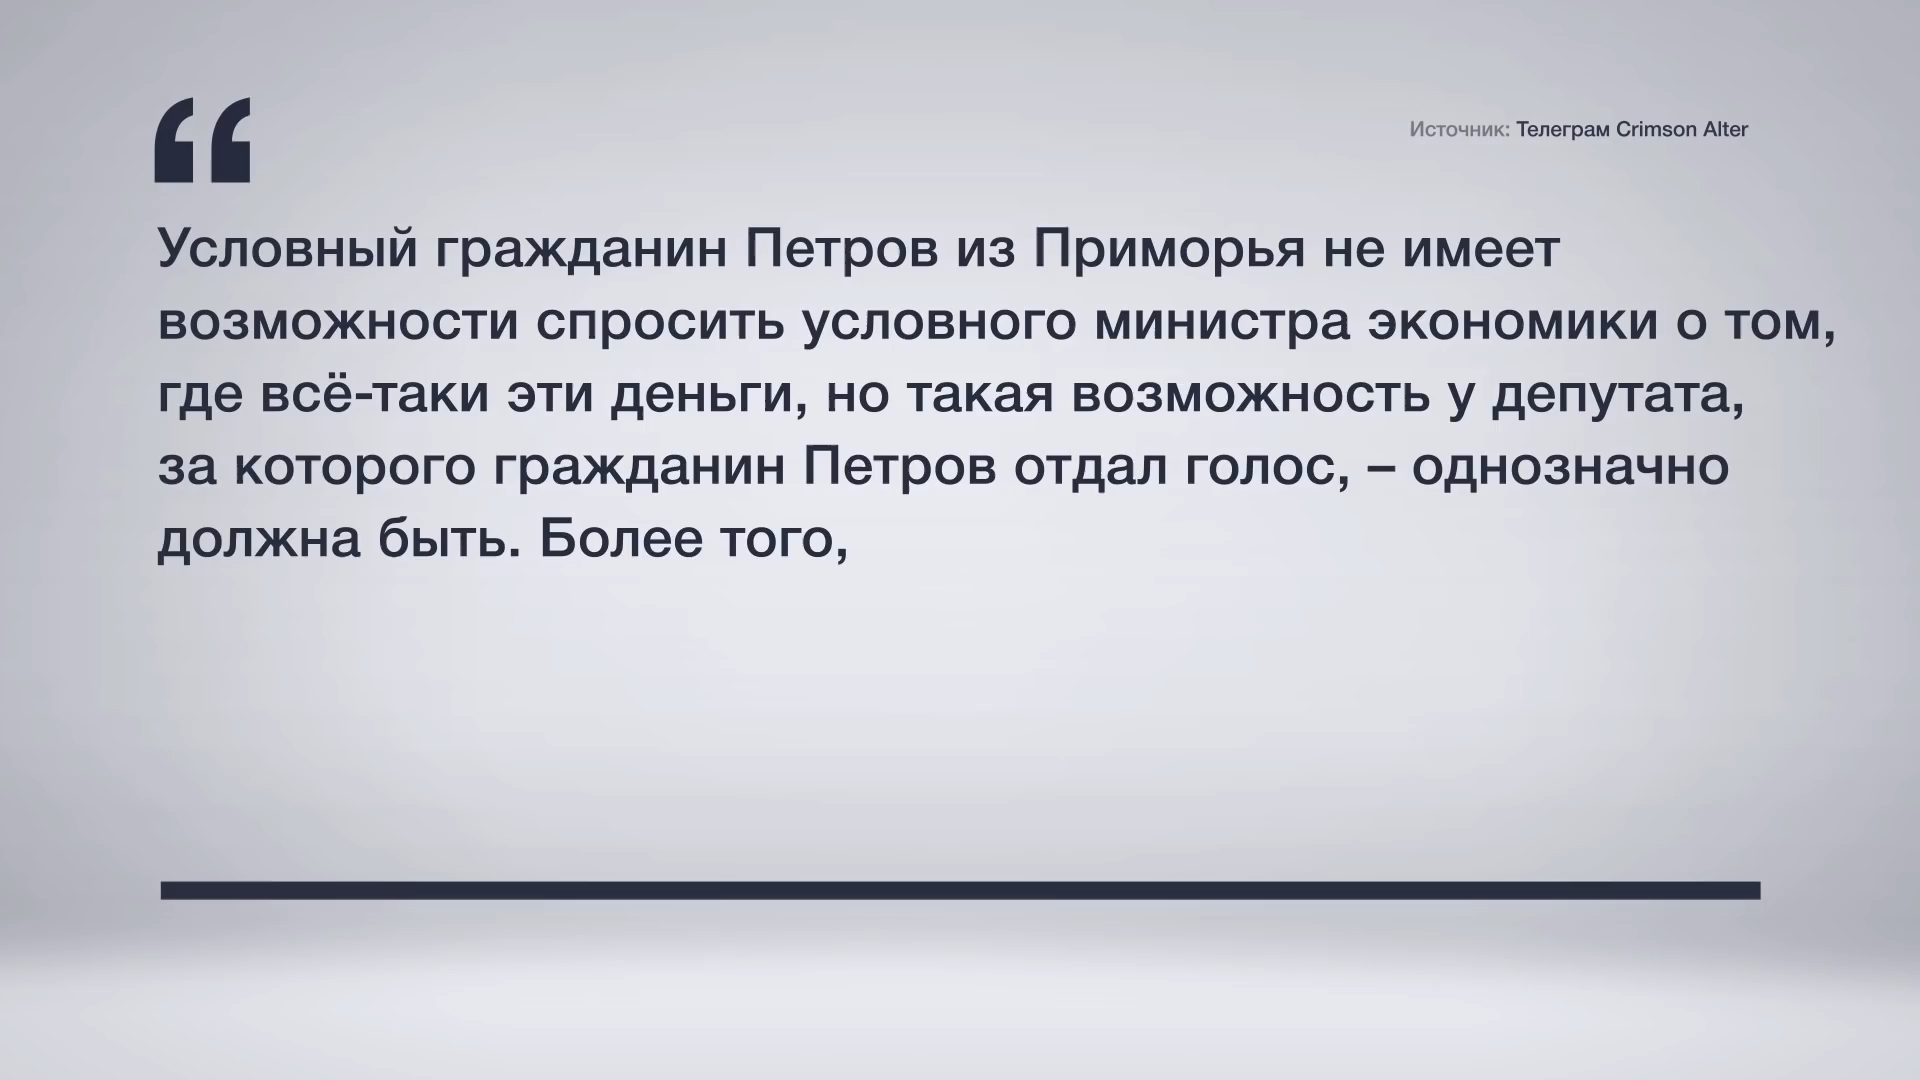 “
Источник: Телеграм Crimson Alter
Условный гражданин Петров из Приморья не имеет
возможности спросить условного министра экономики о том,
где всё-таки эти деньги, но такая возможность у депутата,
за которого гражданин Петров отдал голос, – однозначно
должна быть. Более того,